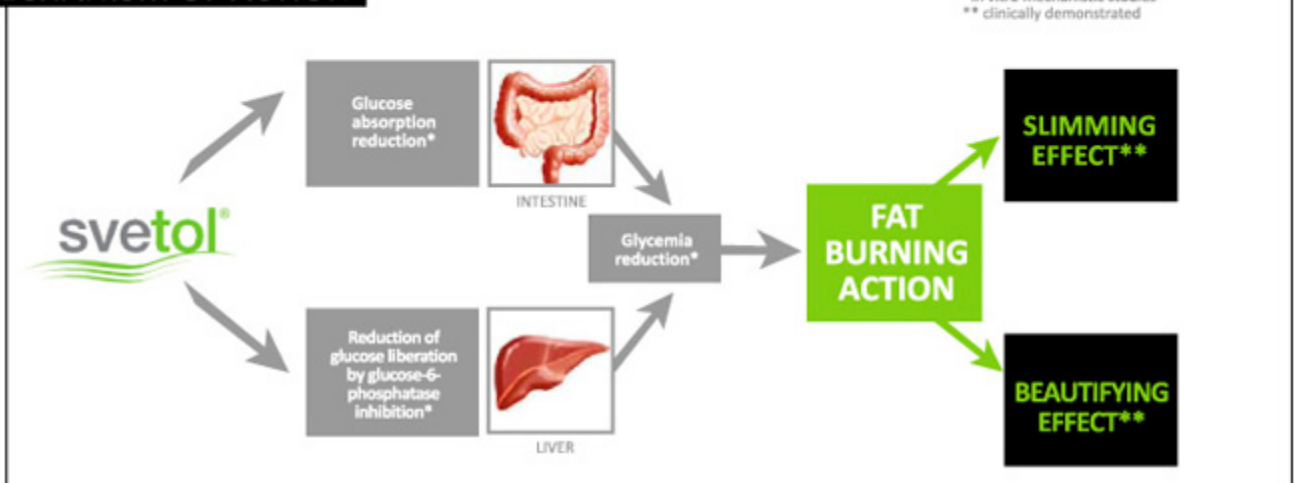 ** clinically demonstrated
Glucose
absorption
reduction*
INTESTINE
SLIMMING
EFFECT**
svetol®
Glycemia
reduction*
FAT
BURNING
ACTION
Reduction of
glucose liberation
by glucose-6-
phosphatase
inhibition*
LIVER
BEAUTIFYING
EFFECT**